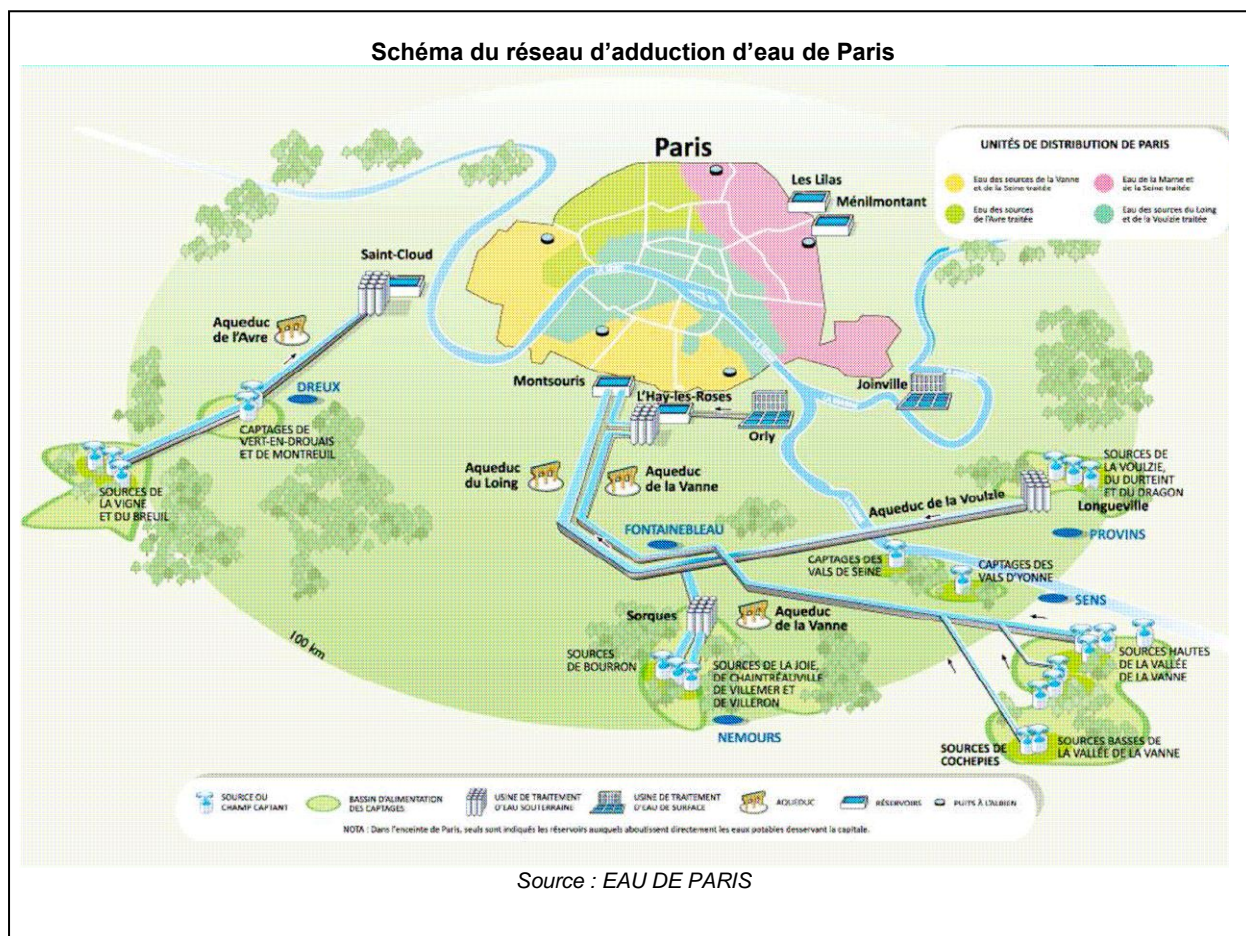 Schéma du réseau d'adduction d'eau de Paris
Paris
UNITÉS DE DISTRIBUTION DE PARIS
Eau des sources de la Vanne
et de la Seine traitée
Eau de la Marne et
de la Seine traitée
Eau des sources
de l'Avre traitée
Eau des sources du Loing
et de la Voulzie traitée
Les Lilas
Ménilmontant
Saint-Cloud
Aqueduc
de l'Avre
DREUX
CAPTAGES DE
VERT-EN-DROUAIS
ET DE MONTREUIL
SOURCES DE
LA VIGNE
ET DU BREUIL
Montsouris
L'Haÿ-les-Roses
Orly
Joinville
Aqueduc
du Loing
Aqueduc
de la Vanne
SOURCES DE
LA VOULZIE,
DU DURTEINT
ET DU DRAGON
Longueville
Aqueduc de la Voulzie
FONTAINEBLEAU
PROVINS
CAPTAGES DES
VALS DE SEINE
CAPTAGES DES
VALS D'YONNE
SENS
Sorques
Aqueduc
de la Vanne
100 km
SOURCES
DE BOURRON
SOURCES DE LA JOIE,
DE CHAINTRÉAUVILLE
DE VILLEMER ET
DE VILLERON
NEMOURS
SOURCES HAUTES
DE LA VALLÉE
DE LA VANNE
SOURCES DE
COCHEPIES
SOURCES BASSES DE
LA VALLÉE DE LA VANNE
SOURCE OU
CHAMP CAPTANT
BASSIN D'ALIMENTATION
DES CAPTAGES
USINE DE TRAITEMENT
D'EAU SOUTERRAINE
USINE DE TRAITEMENT
D'EAU DE SURFACE
AQUEDUC
RÉSERVOIRS
PUITS À L'ALBIEN
NOTA : Dans l'enceinte de Paris, seuls sont indiqués les réservoirs auxquels aboutissent directement les eaux potables desservant la capitale.
Source : EAU DE PARIS